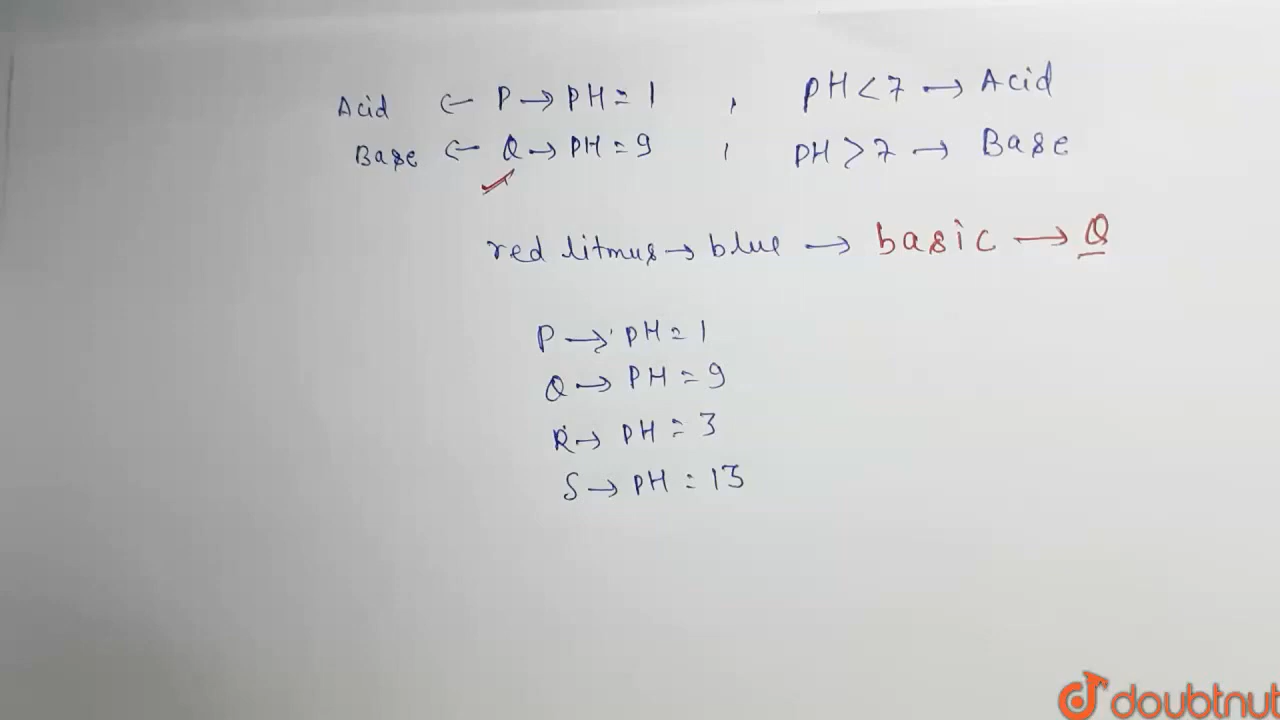 Acid ← P → PH = 1 , PH < 7 → Acid
Base ← Q → PH = 9 , PH > 7 → Base
red litmus → blue → basic → Q
P → PH = 1
Q → PH = 9
R → PH = 3
S → PH = 13
doubtnut